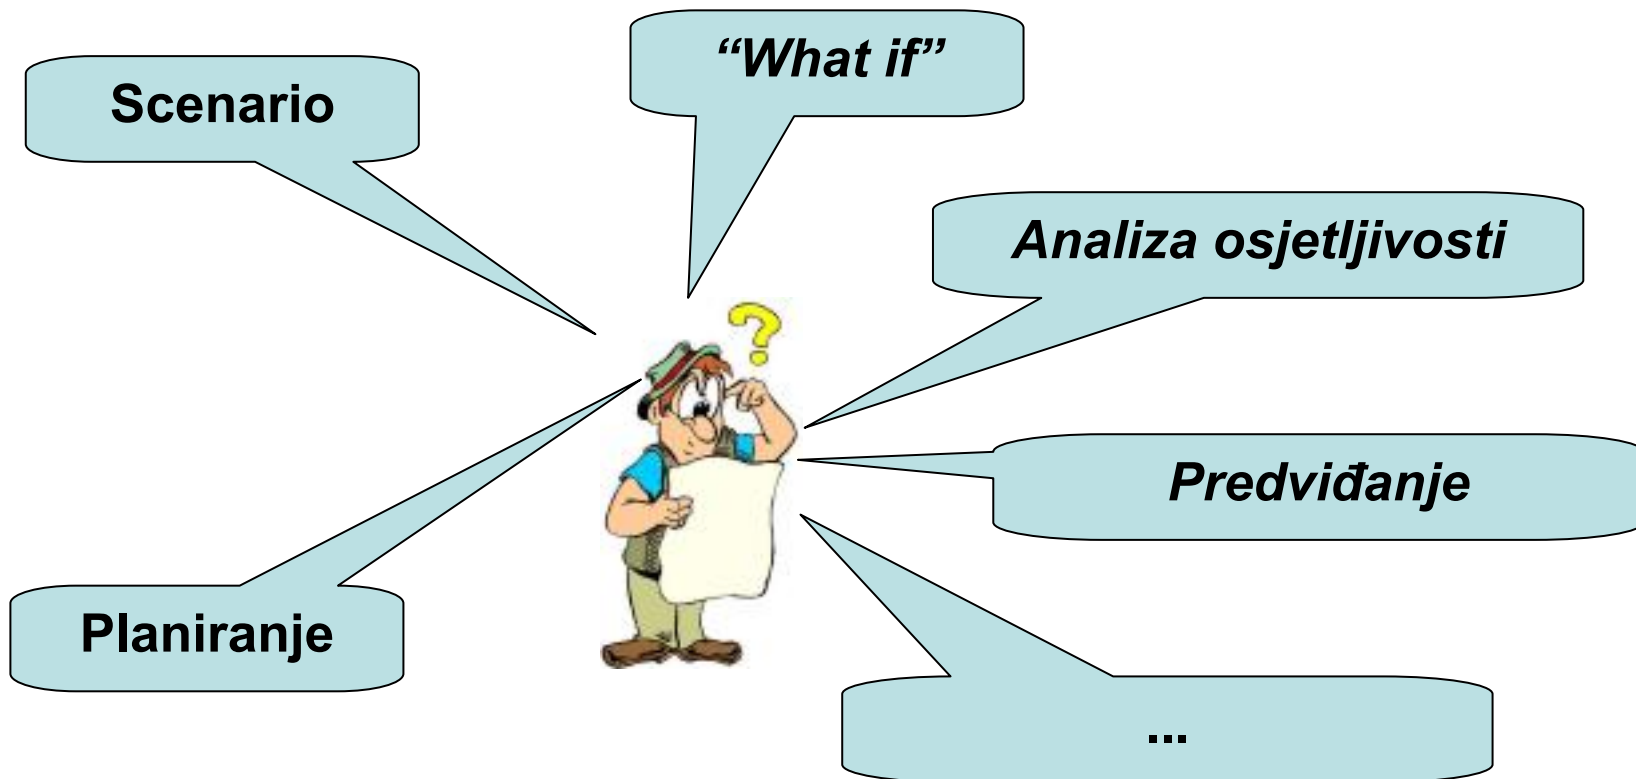 “What if”
Scenario
Analiza osjetljivosti
Predviđanje
Planiranje
...
?